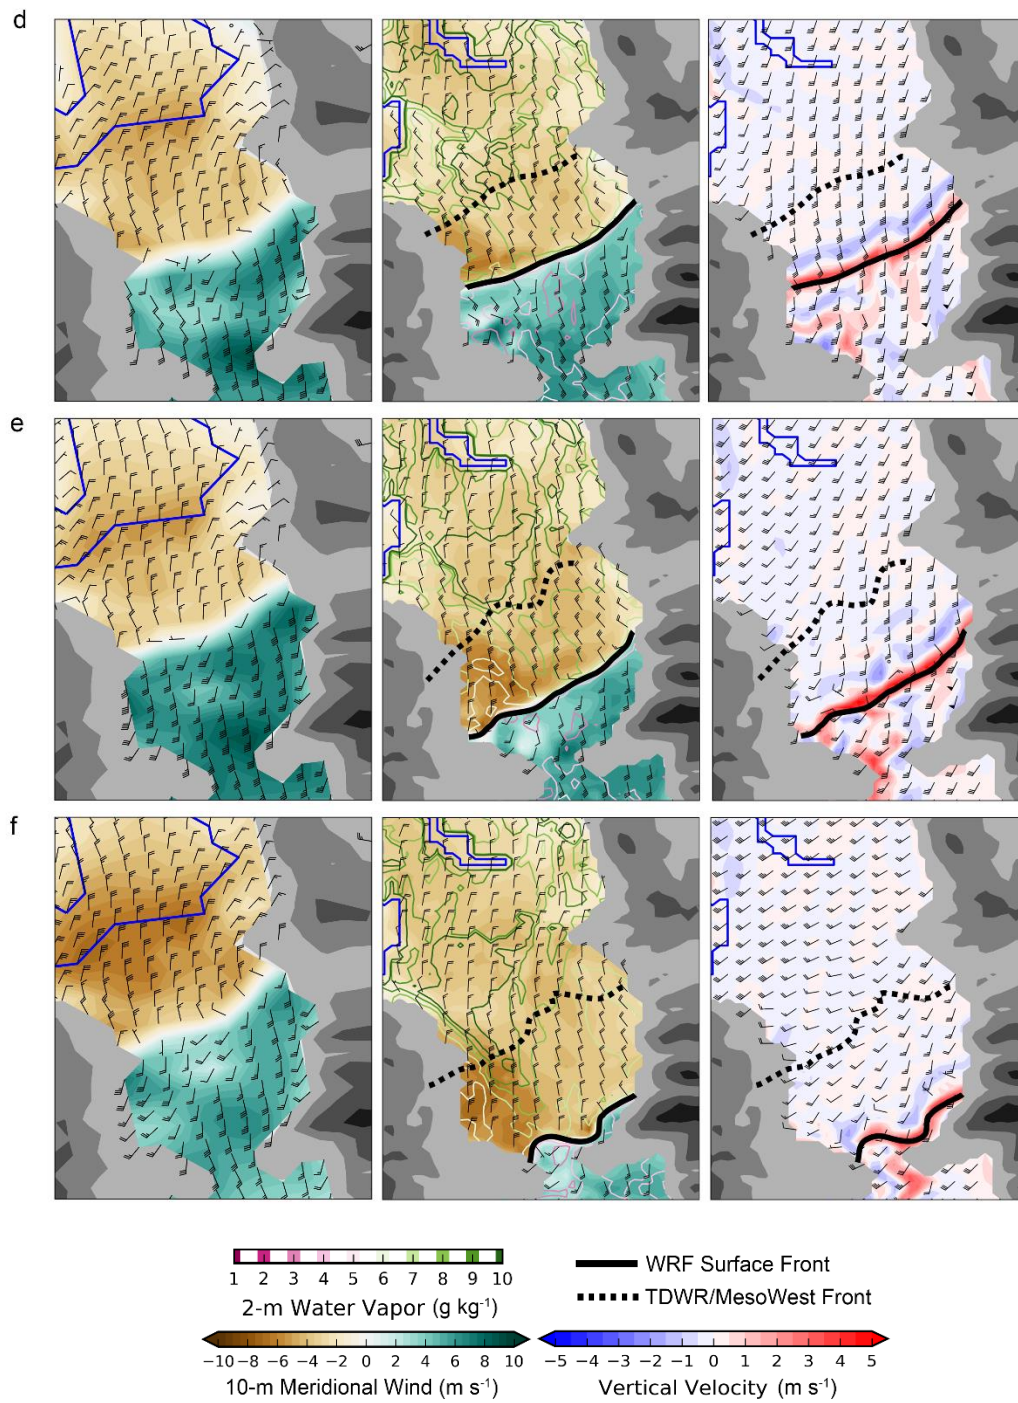 d
e
f
1 2 3 4 5 6 7 8 9 10
2-m Water Vapor (g kg⁻¹)
WRF Surface Front
TDWR/MesoWest Front
−10 −8 −6 −4 −2 0 2 4 6 8 10
10-m Meridional Wind (m s⁻¹)
−5 −4 −3 −2 −1 0 1 2 3 4 5
Vertical Velocity (m s⁻¹)